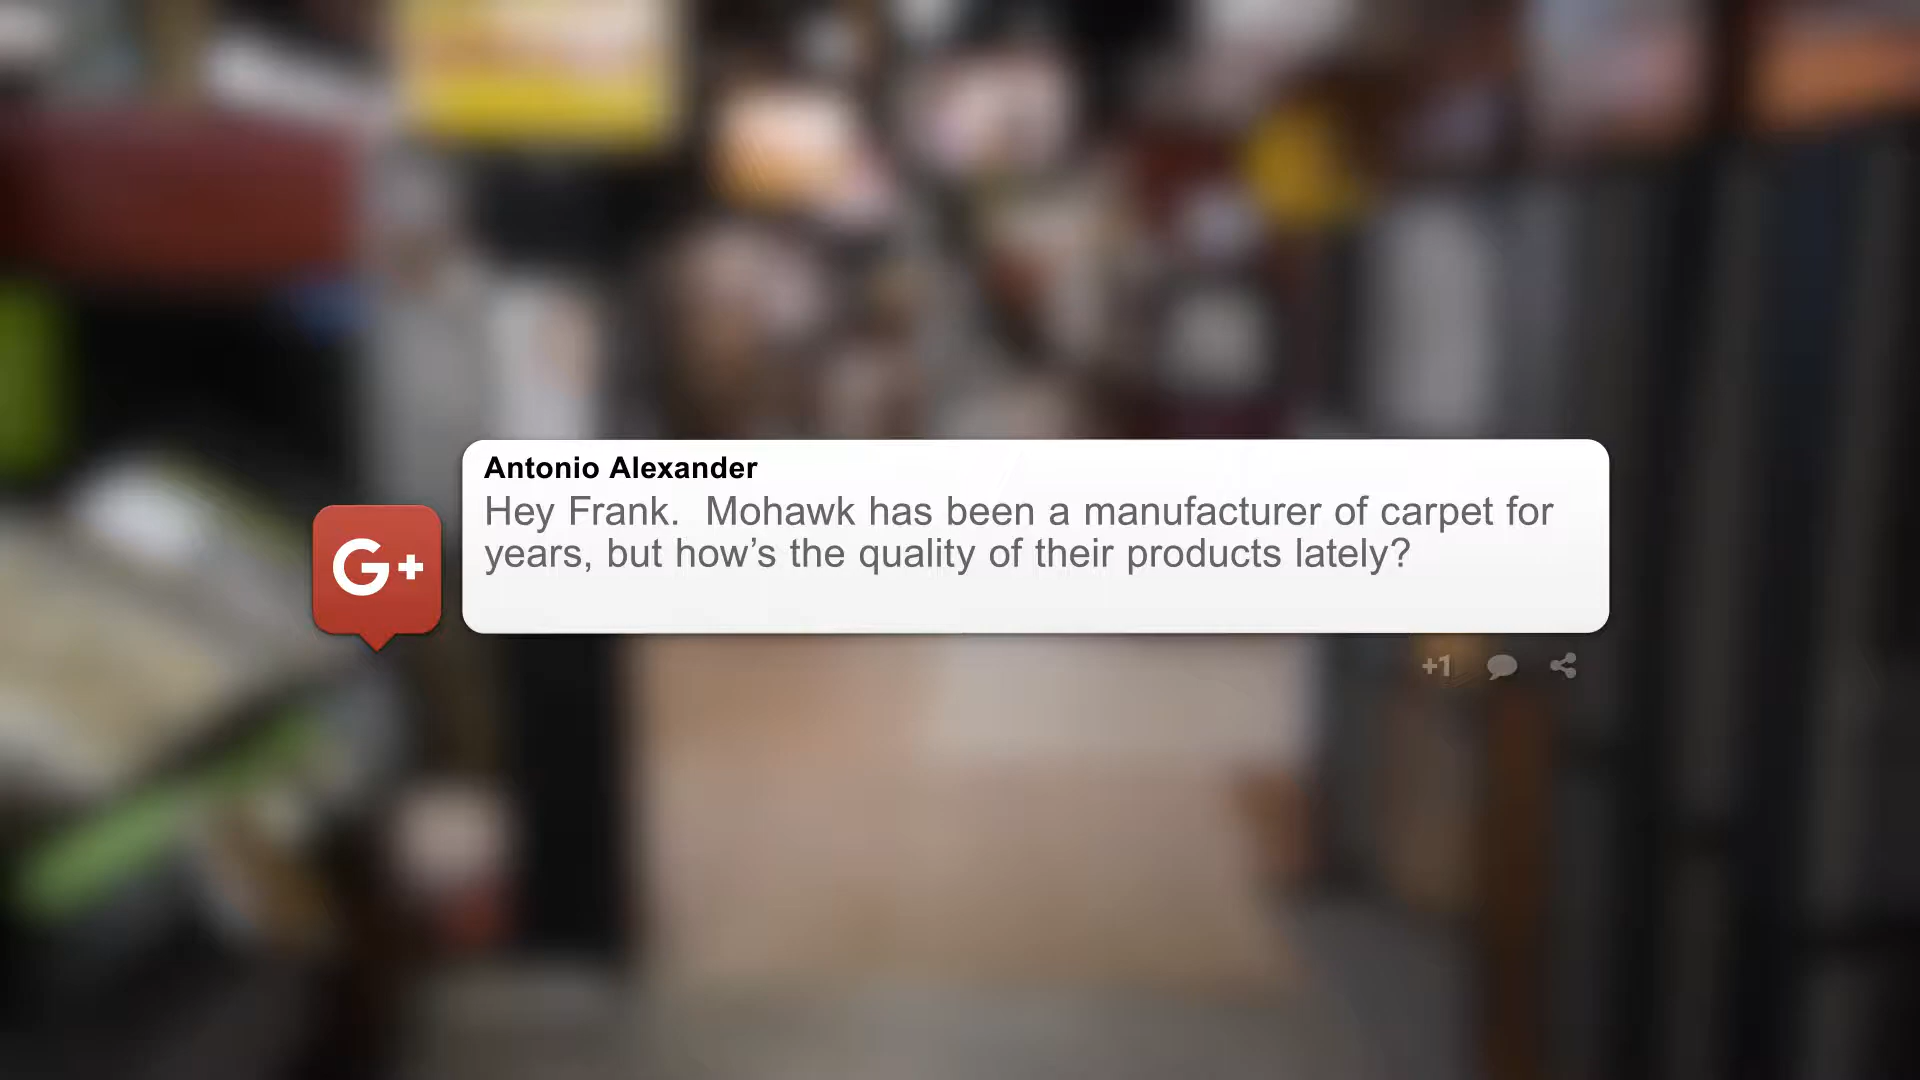 Antonio Alexander
Hey Frank.  Mohawk has been a manufacturer of carpet for
years, but how’s the quality of their products lately?
G+
+1